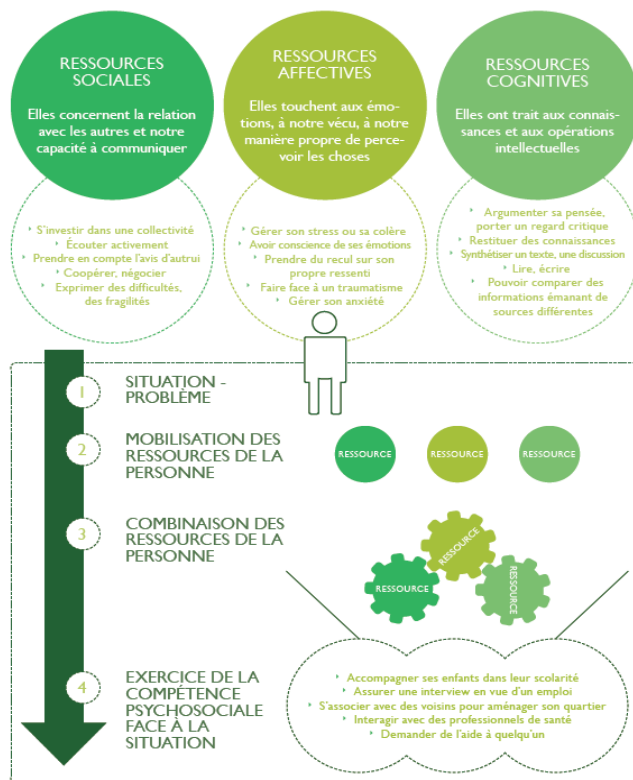 RESSOURCES
SOCIALES
Elles concernent la relation
avec les autres et notre
capacité à communiquer
RESSOURCES
AFFECTIVES
Elles touchent aux émo-
tions, à notre vécu, à notre
manière propre de perce-
voir les choses
RESSOURCES
COGNITIVES
Elles ont trait aux connais-
sances et aux opérations
intellectuelles
S'investir dans une collectivité
Écouter activement
Prendre en compte l'avis d'autrui
Coopérer, négocier
Exprimer des difficultés,
des fragilités
Gérer son stress ou sa colère
Avoir conscience de ses émotions
Prendre du recul sur son
propre ressenti
Faire face à un traumatisme
Gérer son anxiété
Argumenter sa pensée,
porter un regard critique
Restituer des connaissances
Synthétiser un texte, une discussion
Lire, écrire
Pouvoir comparer des
informations émanant de
sources différentes
1
SITUATION -
PROBLÈME
2
MOBILISATION DES
RESSOURCES DE LA
PERSONNE
RESSOURCE
RESSOURCE
RESSOURCE
3
COMBINAISON DES
RESSOURCES DE LA
PERSONNE
RESSOURCE
RESSOURCE
RESSOURCE
4
EXERCICE DE LA
COMPÉTENCE
PSYCHOSOCIALE
FACE À LA
SITUATION
Accompagner ses enfants dans leur scolarité
Assurer une interview en vue d'un emploi
S'associer avec des voisins pour aménager son quartier
Interagir avec des professionnels de santé
Demander de l'aide à quelqu'un